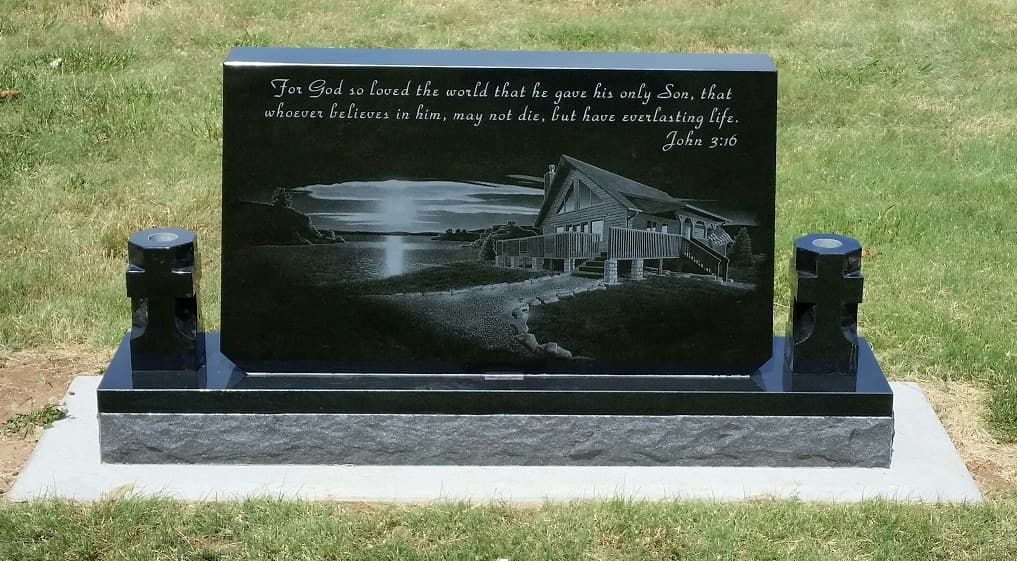 For God so loved the world that he gave his only Son, that
whoever believes in him, may not die, but have everlasting life.
John 3:16